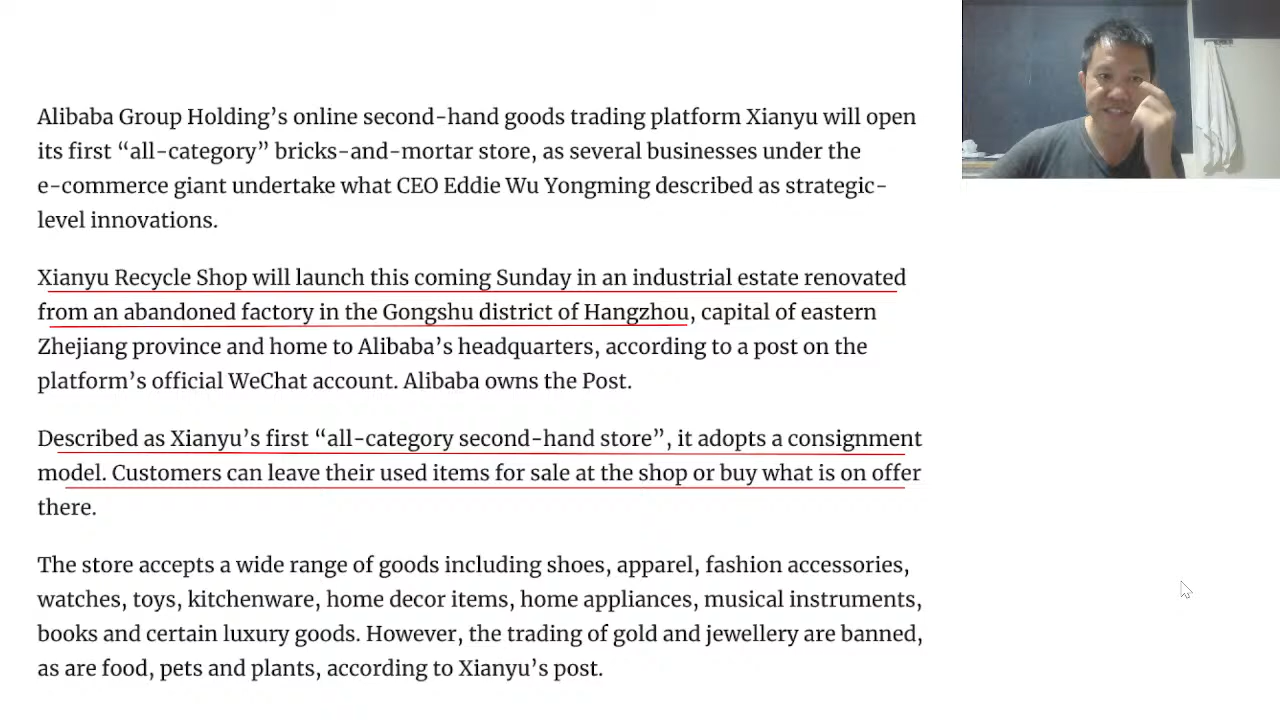 Alibaba Group Holding’s online second-hand goods trading platform Xianyu will open
its first “all-category” bricks-and-mortar store, as several businesses under the
e-commerce giant undertake what CEO Eddie Wu Yongming described as strategic-
level innovations.
Xianyu Recycle Shop will launch this coming Sunday in an industrial estate renovated
from an abandoned factory in the Gongshu district of Hangzhou, capital of eastern
Zhejiang province and home to Alibaba’s headquarters, according to a post on the
platform’s official WeChat account. Alibaba owns the Post.
Described as Xianyu’s first “all-category second-hand store”, it adopts a consignment
model. Customers can leave their used items for sale at the shop or buy what is on offer
there.
The store accepts a wide range of goods including shoes, apparel, fashion accessories,
watches, toys, kitchenware, home decor items, home appliances, musical instruments,
books and certain luxury goods. However, the trading of gold and jewellery are banned,
as are food, pets and plants, according to Xianyu’s post.